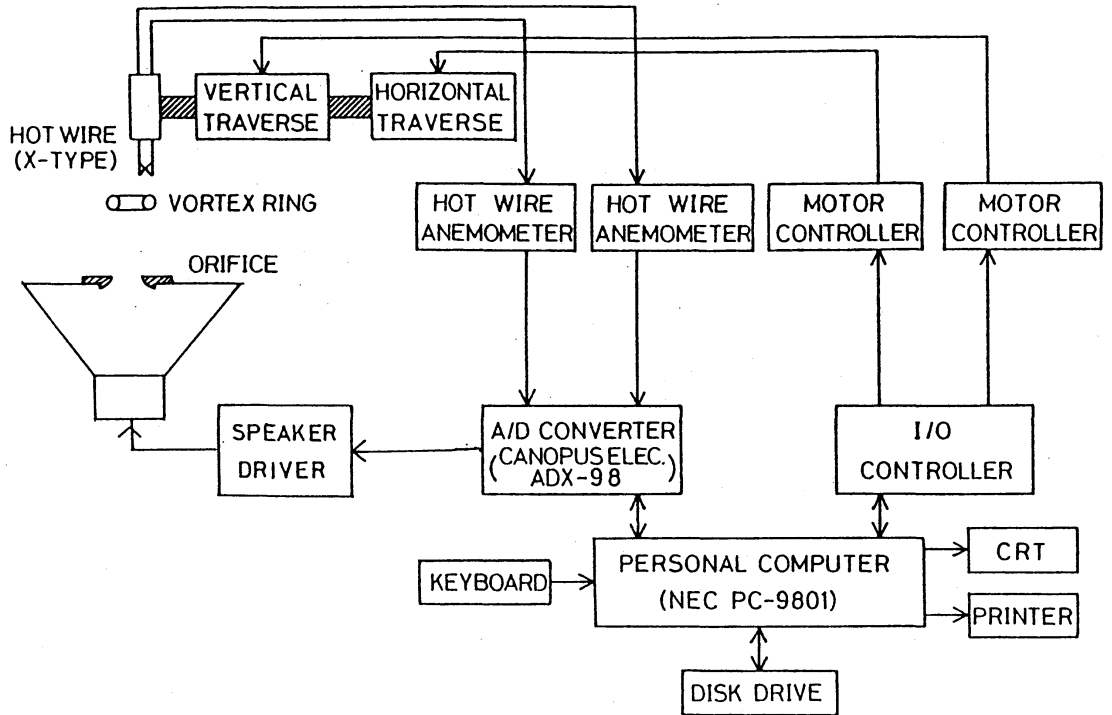 VERTICAL
TRAVERSE
HORIZONTAL
TRAVERSE
HOT WIRE
(X-TYPE)
VORTEX RING
ORIFICE
HOT WIRE
ANEMOMETER
HOT WIRE
ANEMOMETER
MOTOR
CONTROLLER
MOTOR
CONTROLLER
SPEAKER
DRIVER
A/D CONVERTER
(CANOPUS ELEC.
ADX-98)
I/O
CONTROLLER
KEYBOARD
PERSONAL COMPUTER
(NEC PC-9801)
CRT
PRINTER
DISK DRIVE